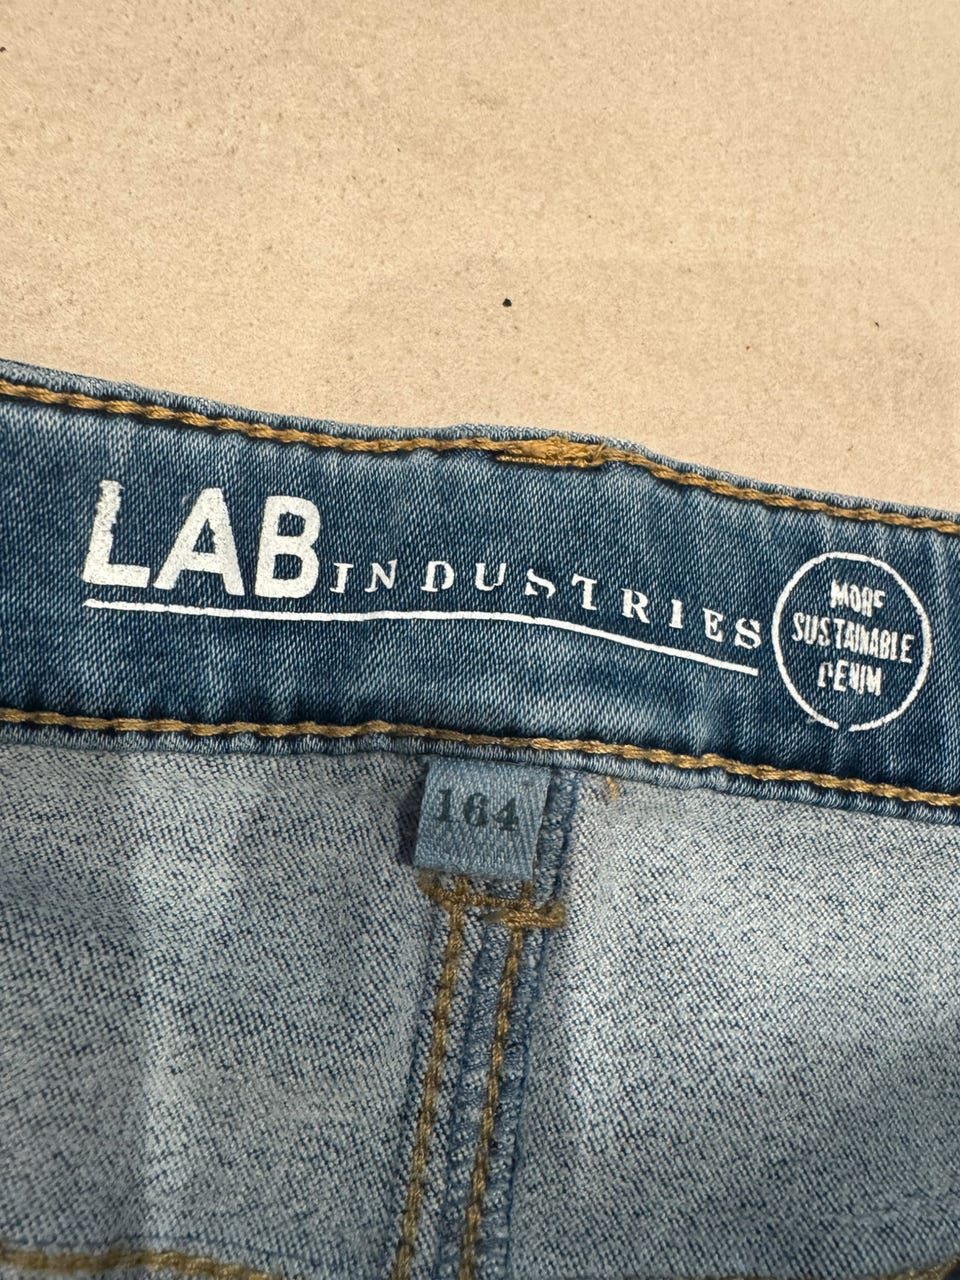 LAB INDUSTRIES
MORE
SUSTAINABLE
DENIM
164